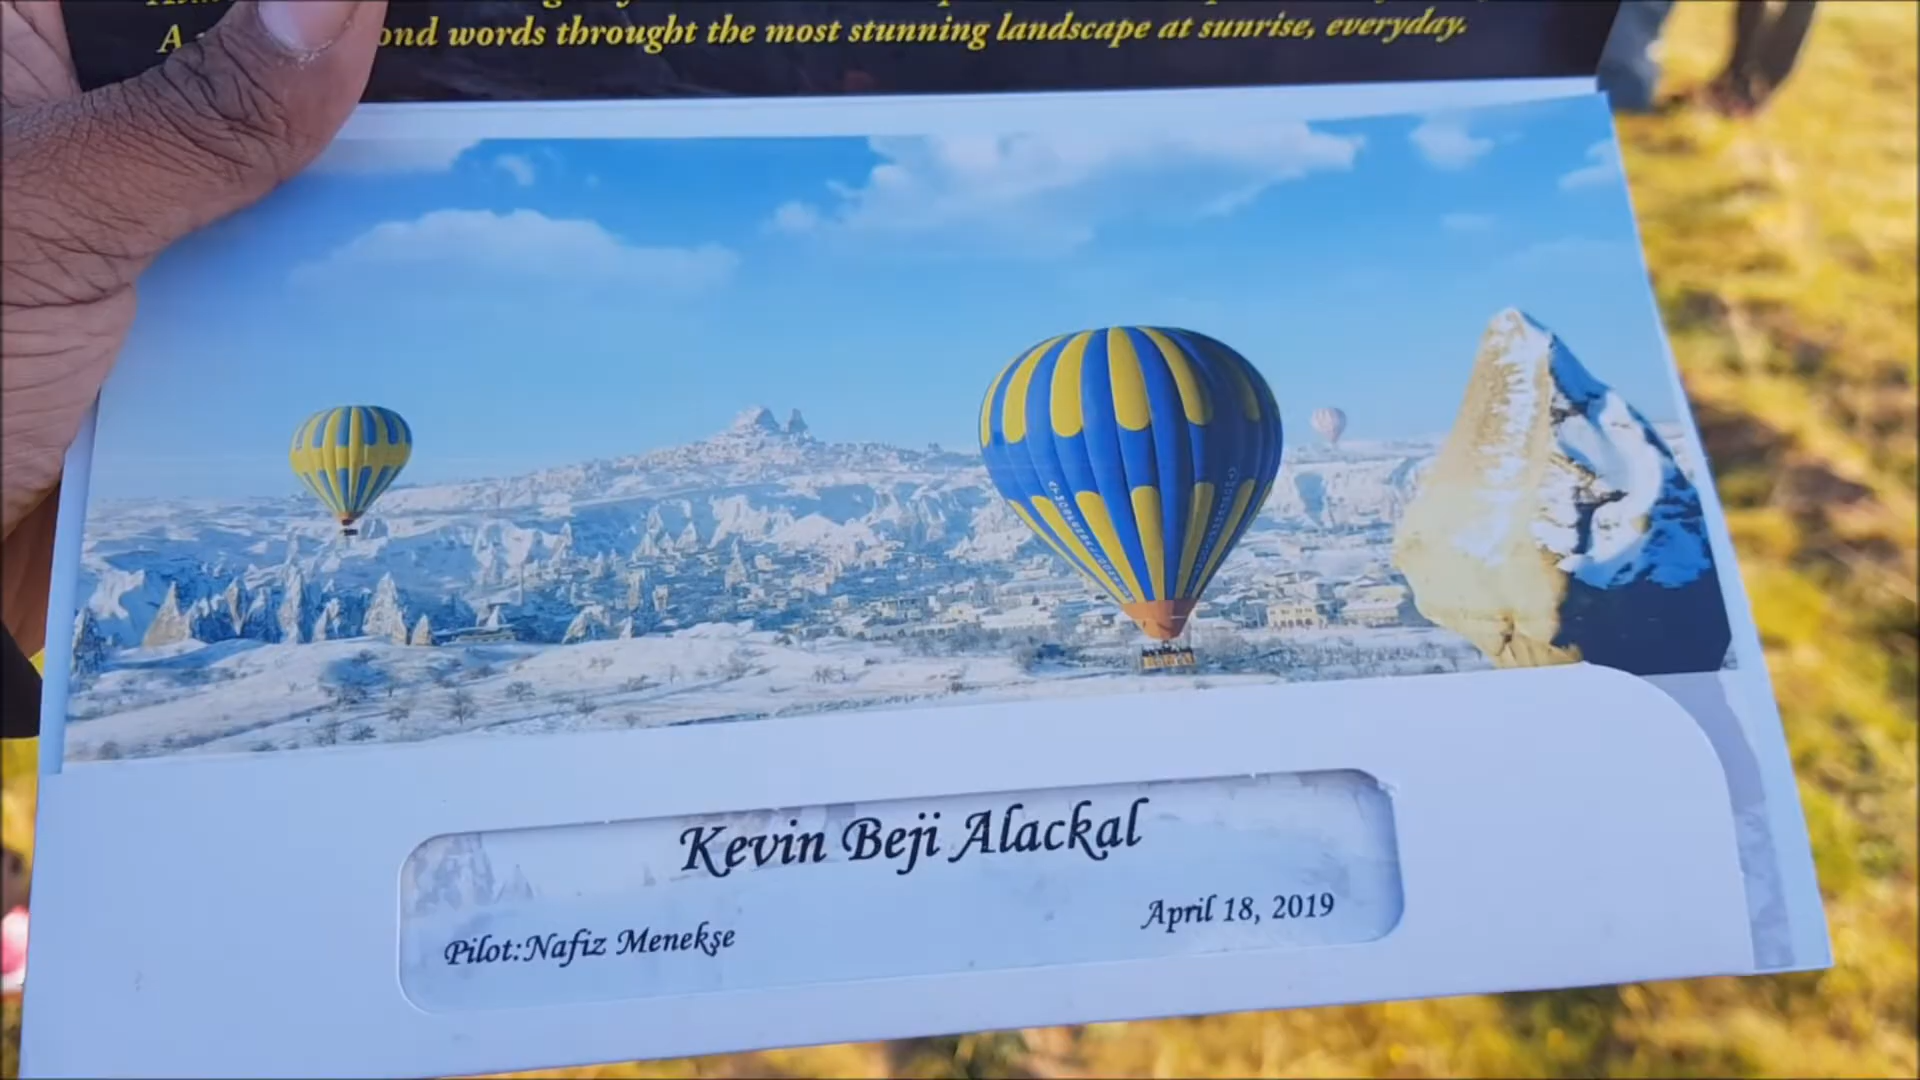 A ond words throught the most stunning landscape at sunrise, everyday.
Kevin Beji Alackal
April 18, 2019
Pilot:Nafiz Menekşe